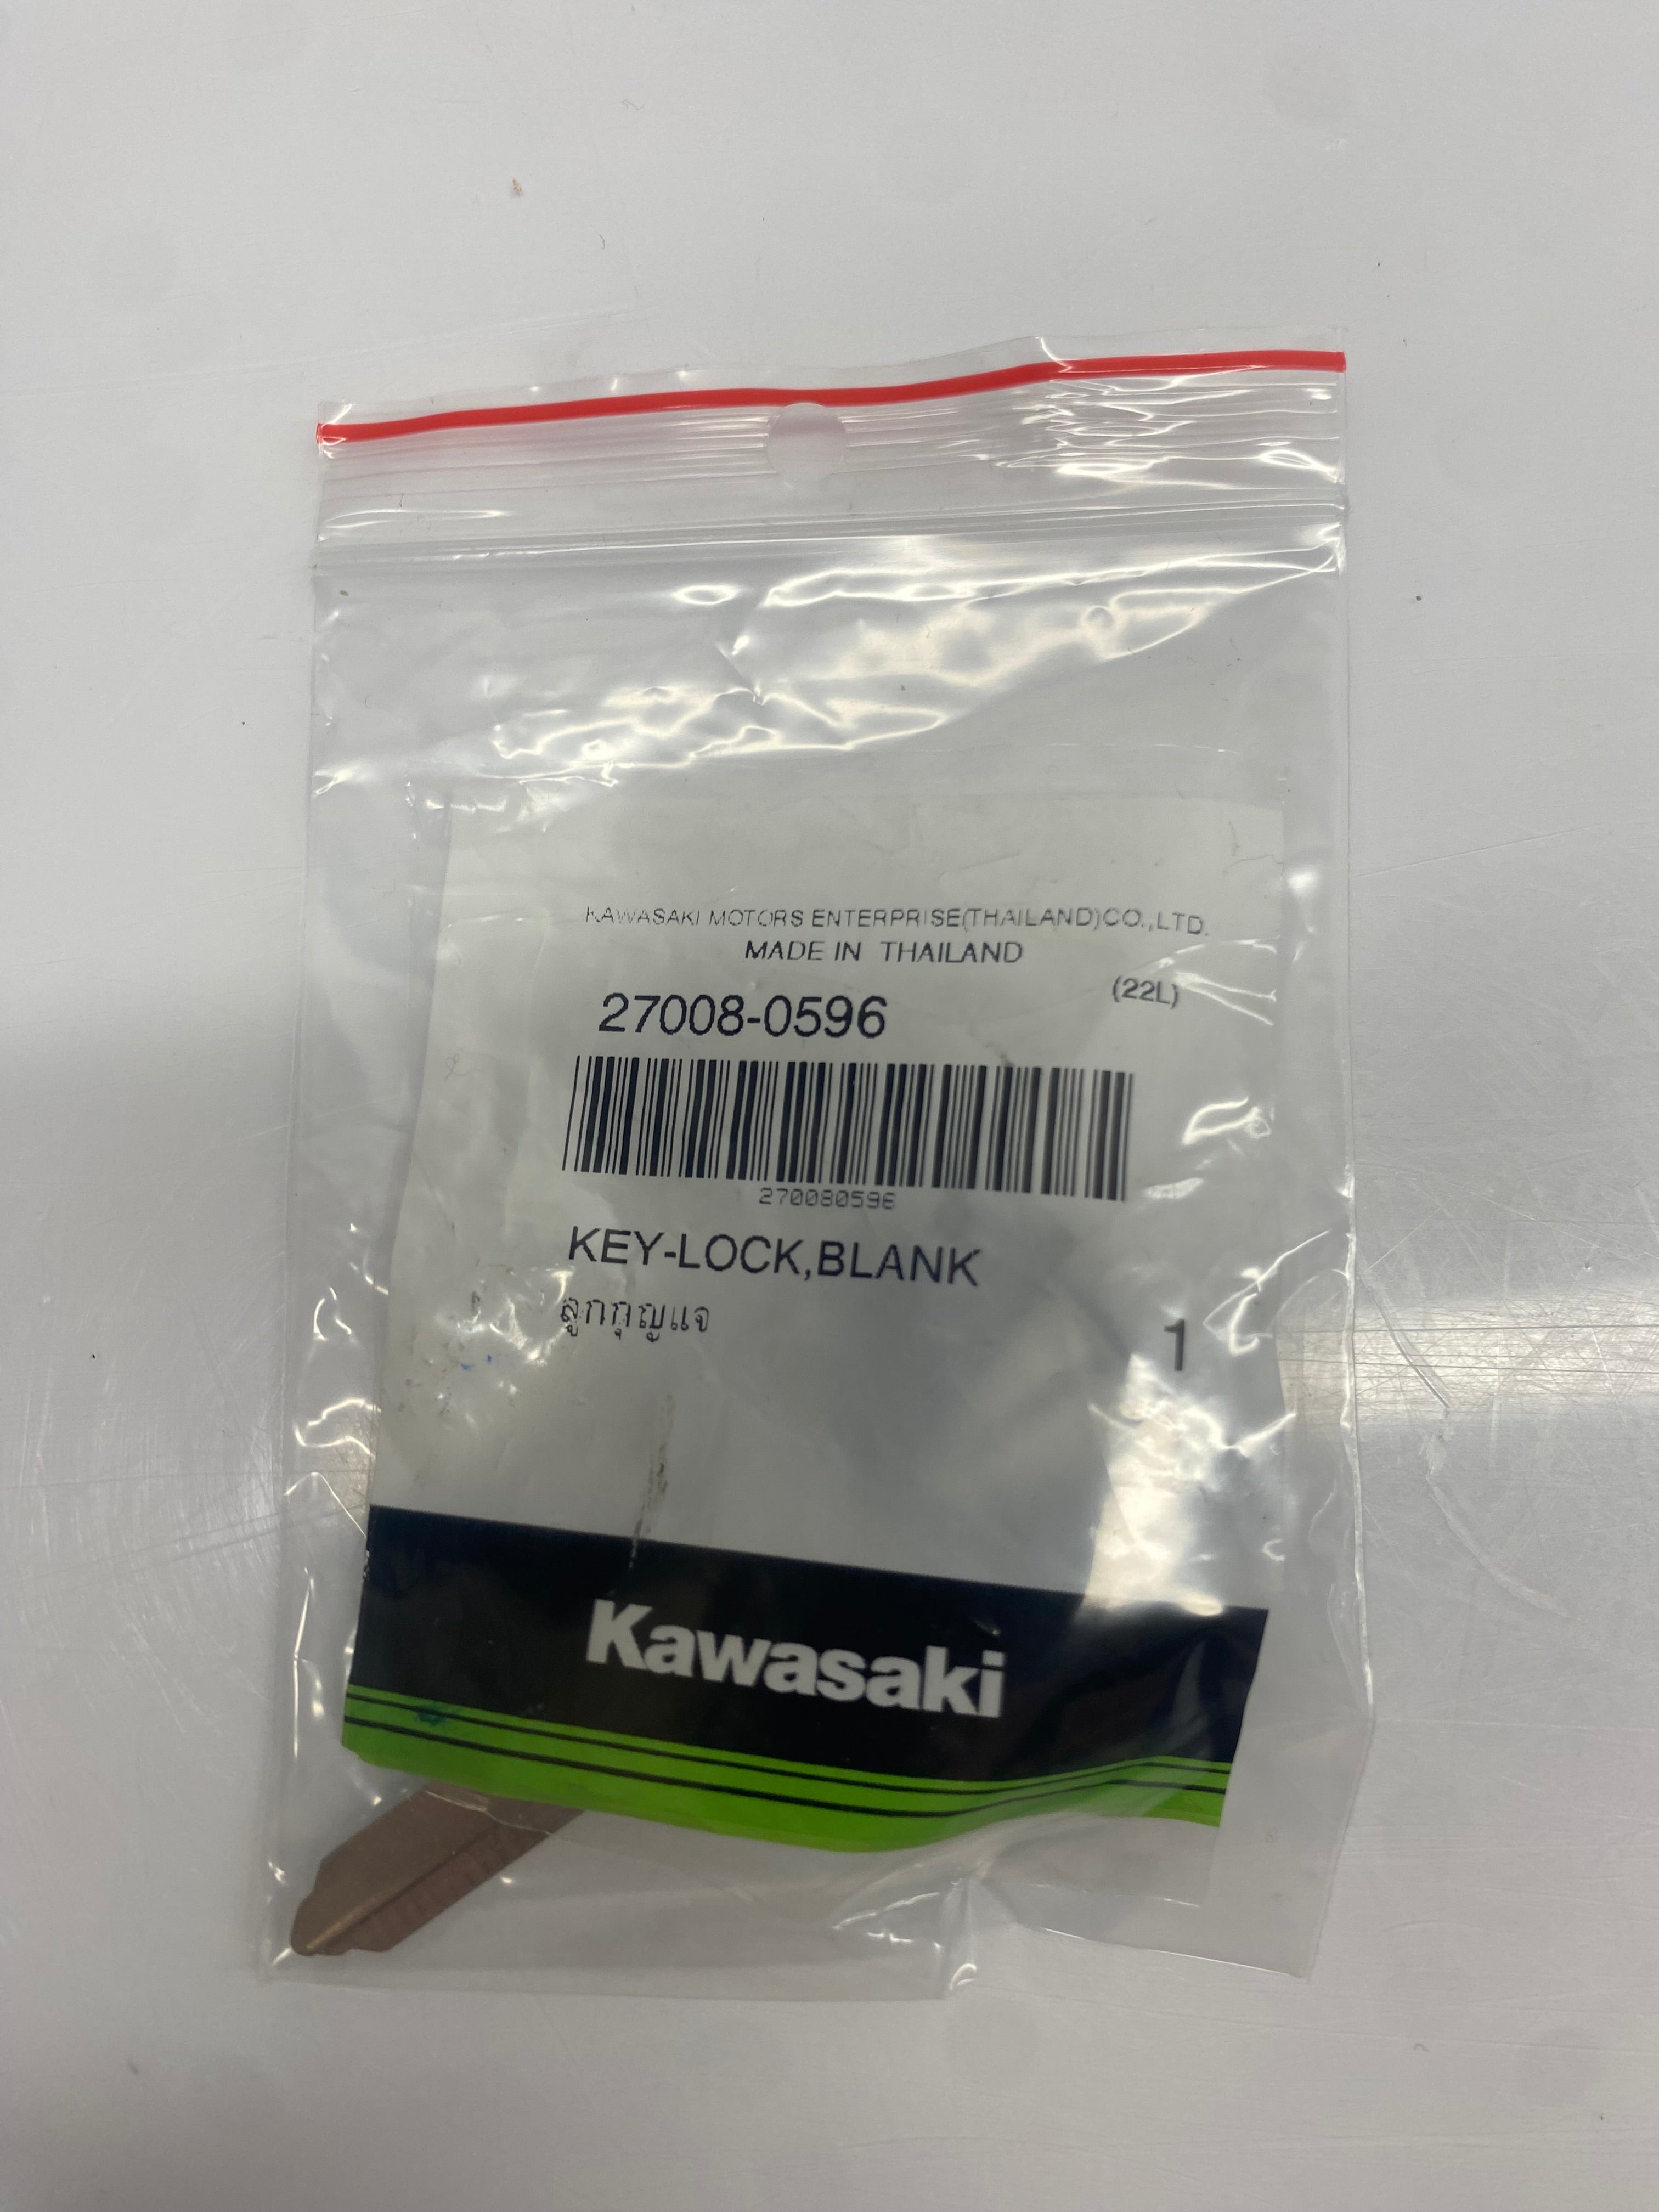 KAWASAKI MOTORS ENTERPRISE(THAILAND)CO.,LTD.
MADE IN THAILAND
(22L)
27008-0596
270080596
KEY-LOCK,BLANK
ลูกกุญแจ
1
Kawasaki